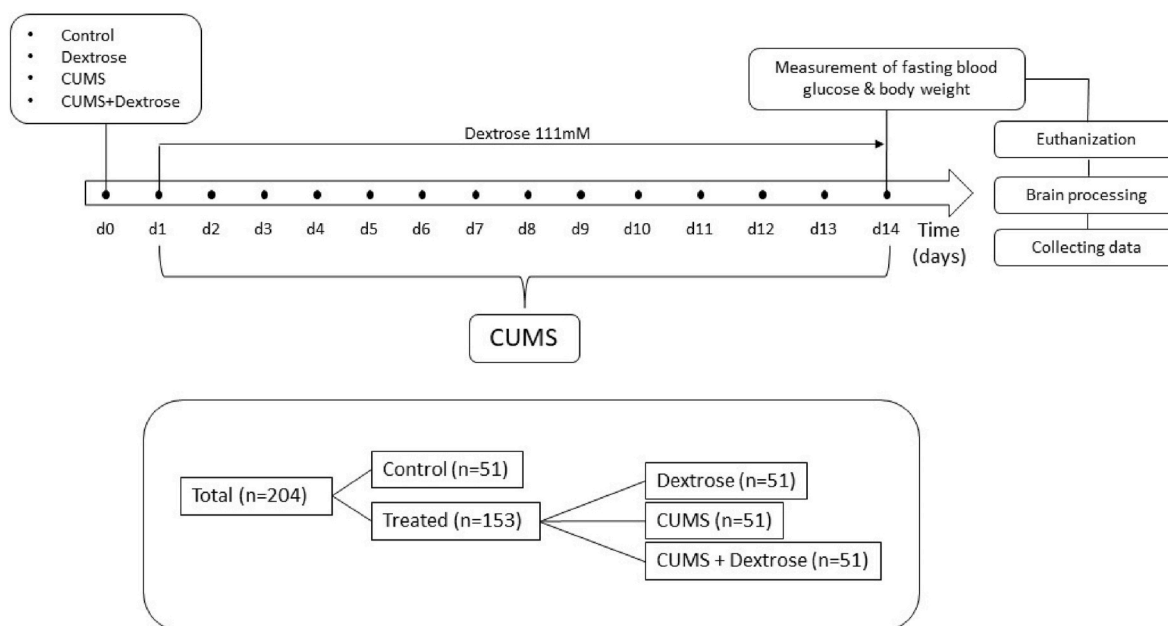 • Control
• Dextrose
• CUMS
• CUMS+Dextrose
Measurement of fasting blood
glucose & body weight
Dextrose 111mM
Euthanization
Brain processing
Collecting data
d0 d1 d2 d3 d4 d5 d6 d7 d8 d9 d10 d11 d12 d13 d14 Time
(days)
CUMS
Total (n=204)
Control (n=51)
Treated (n=153)
Dextrose (n=51)
CUMS (n=51)
CUMS + Dextrose (n=51)